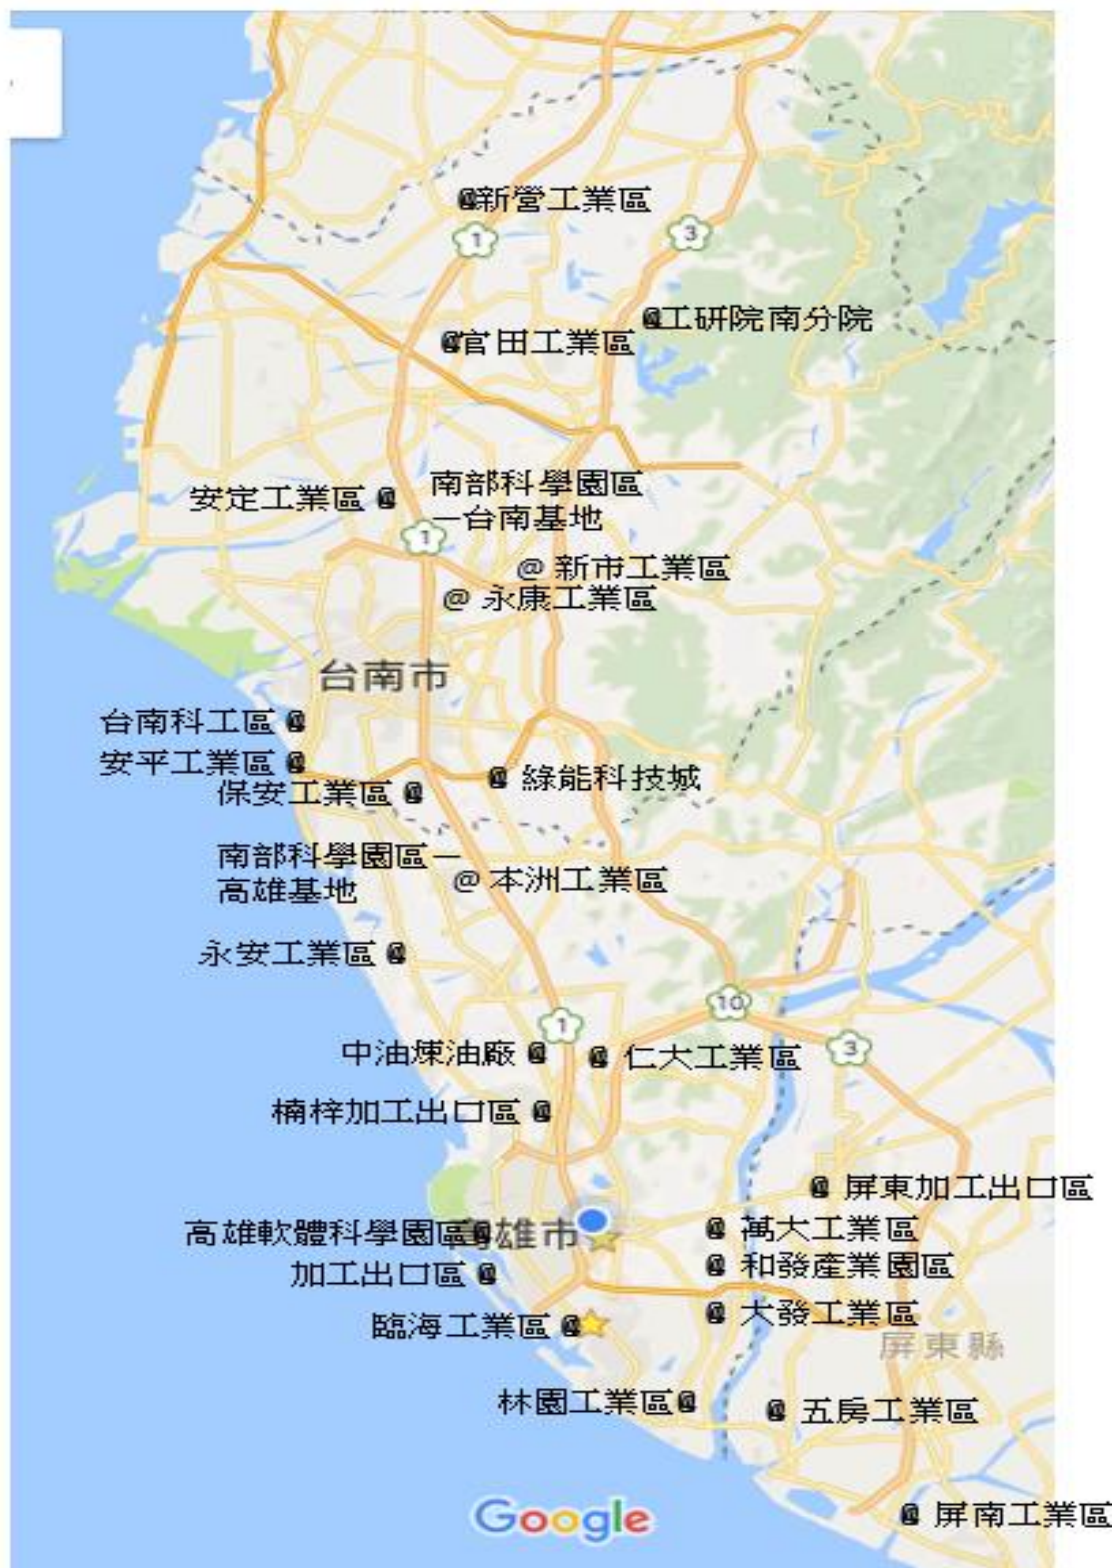 @新營工業區
1
3
@工研院南分院
@官田工業區
南部科學園區
安定工業區 @
—台南基地
1
@ 新市工業區
@ 永康工業區
台南市
台南科工區 @
安平工業區 @
@ 綠能科技城
保安工業區 @
南部科學園區—
高雄基地
@ 本洲工業區
永安工業區 @
10
1
3
中油煉油廠 @
@ 仁大工業區
楠梓加工出口區 @
@ 屏東加工出口區
@ 萬大工業區
高雄軟體科學園區@
雄市
@ 和發產業園區
加工出口區 @
@ 大發工業區
臨海工業區 @
屏東縣
林園工業區@
@ 五房工業區
@ 屏南工業區
Google